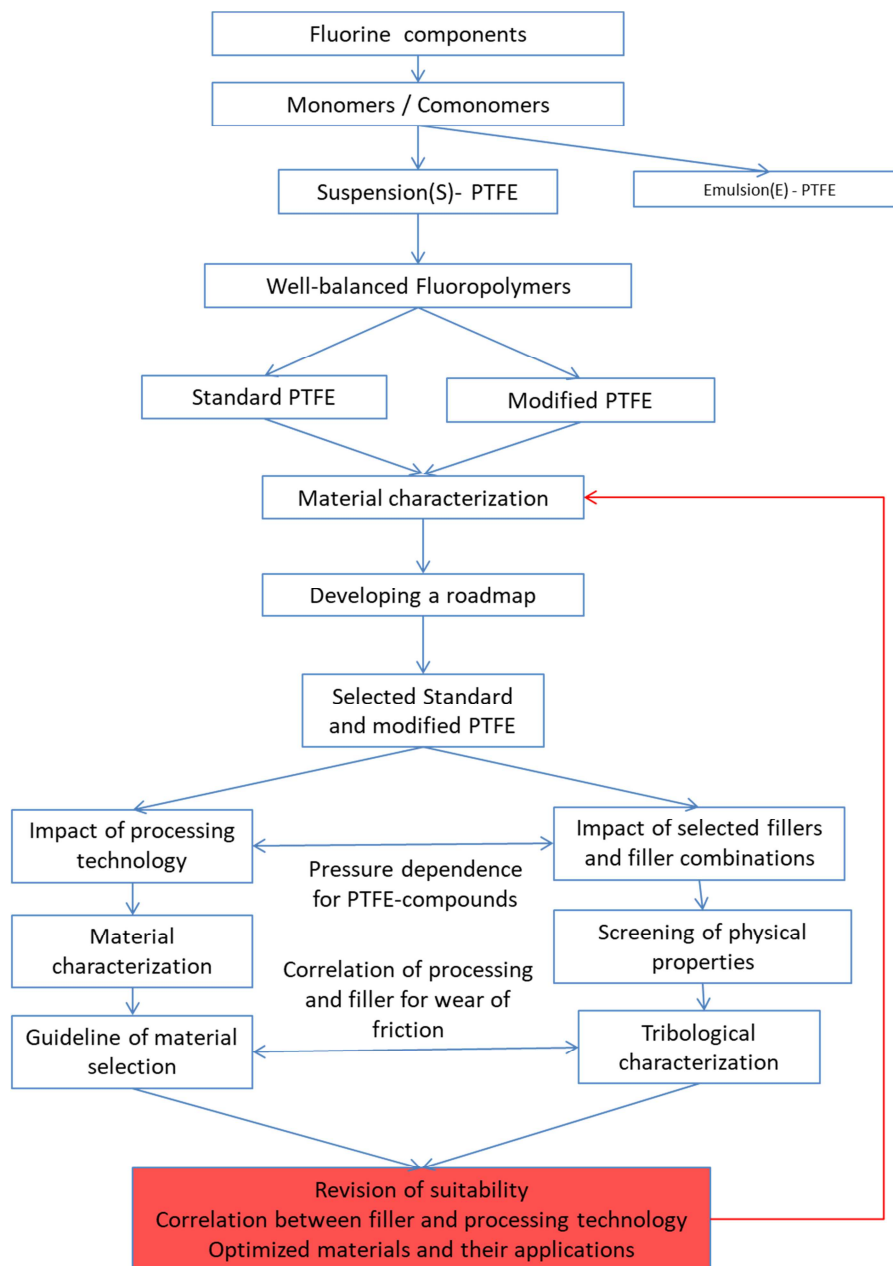 Fluorine components
Monomers / Comonomers
Suspension(S)- PTFE
Emulsion(E) - PTFE
Well-balanced Fluoropolymers
Standard PTFE
Modified PTFE
Material characterization
Developing a roadmap
Selected Standard
and modified PTFE
Impact of processing
technology
Impact of selected fillers
and filler combinations
Pressure dependence
for PTFE-compounds
Material
characterization
Screening of physical
properties
Correlation of processing
and filler for wear of
friction
Guideline of material
selection
Tribological
characterization
Revision of suitability
Correlation between filler and processing technology
Optimized materials and their applications